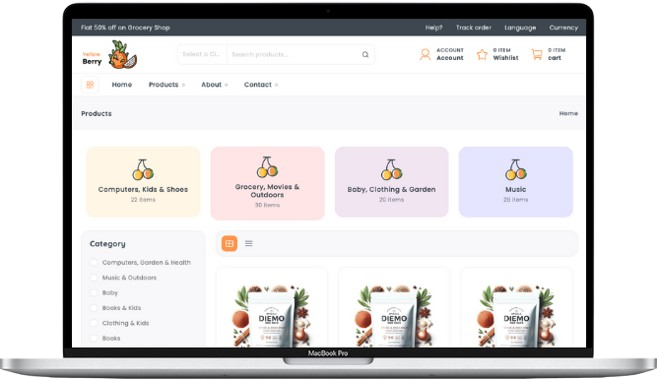 Flat 50% off on Grocery Shop
Help? Track order Language Currency
Yellow
Berry
Select a C
Search products...
ACCOUNT
Account
0 ITEM
Wishlist
0 ITEM
cart
Home Products About Contact
Products
Home
Computers, Kids & Shoes
22 items
Grocery, Movies &
Outdoors
30 items
Baby, Clothing & Garden
20 items
Music
20 items
Category
Computers, Garden & Health
Music & Outdoors
Baby
Books & Kids
Clothing & Kids
Books
DIEMO
DIEMO
DIEMO
MacBook Pro